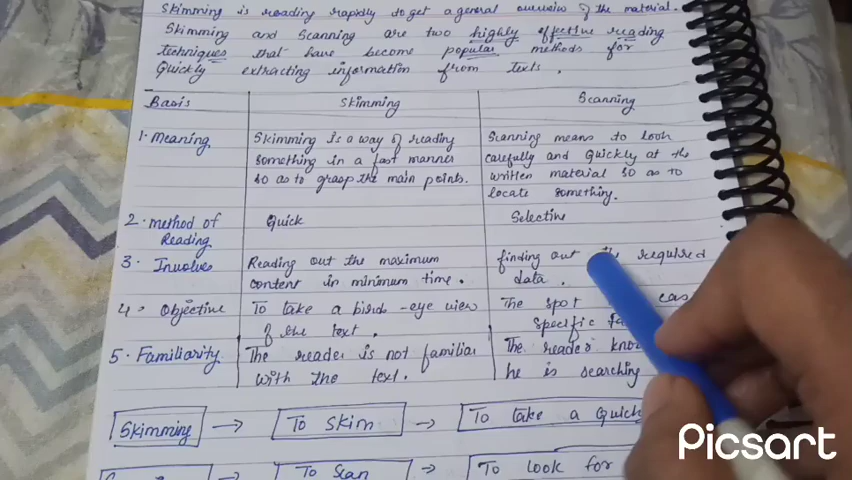 Skimming is reading rapidly to get a general overview of the material.
Skimming and Scanning are two highly effective reading
techniques that have become popular methods for
Quickly extracting information from texts.
Basis Skimming Scanning
1. Meaning Skimming is a way of reading Scanning means to look
something in a fast manner carefully and Quickly at the
so as to grasp the main points. written material so as to
locate something.
2. method of Quick Selective
Reading
3. Involves Reading out the maximum finding out the required
content in minimum time. data.
4. Objective To take a birds-eye view The spot
of the text. specific
5. Familiarity The reader is not familiar The reader
with the text. he is searching
Skimming → To Skim → To take a Quick
→ To Scan → To look for
Picsart